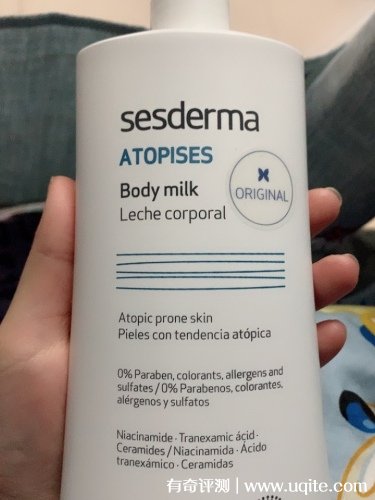 sesderma
ATOPISES
Body milk
Leche corporal
ORIGINAL
Atopic prone skin
Pieles con tendencia atópica
0% Paraben, colorants, allergens and
sulfates / 0% Parabenos, colorantes,
alérgenos y sulfatos
Niacinamide · Tranexamic ácid ·
Ceramides / Niacinamida · Ácido
tranexámico · Ceramidas
有奇评测 | www.uqite.com